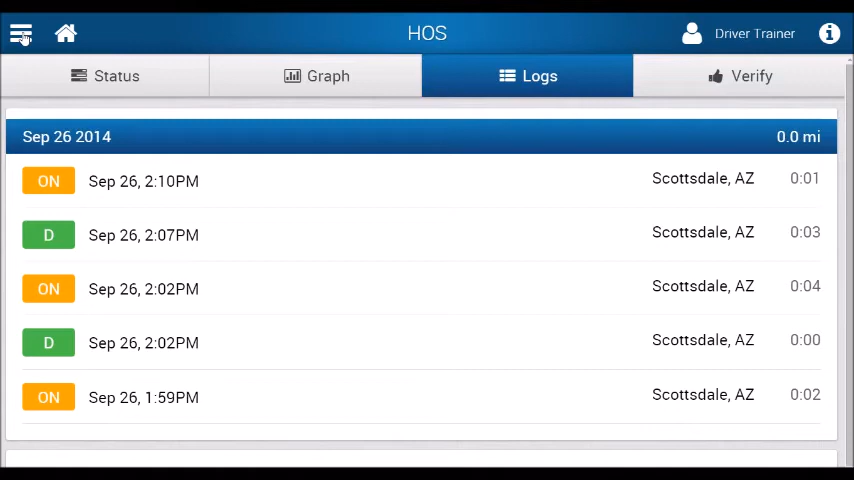 HOS
Driver Trainer
Status
Graph
Logs
Verify
Sep 26 2014 0.0 mi
ON Sep 26, 2:10PM Scottsdale, AZ 0:01
D Sep 26, 2:07PM Scottsdale, AZ 0:03
ON Sep 26, 2:02PM Scottsdale, AZ 0:04
D Sep 26, 2:02PM Scottsdale, AZ 0:00
ON Sep 26, 1:59PM Scottsdale, AZ 0:02